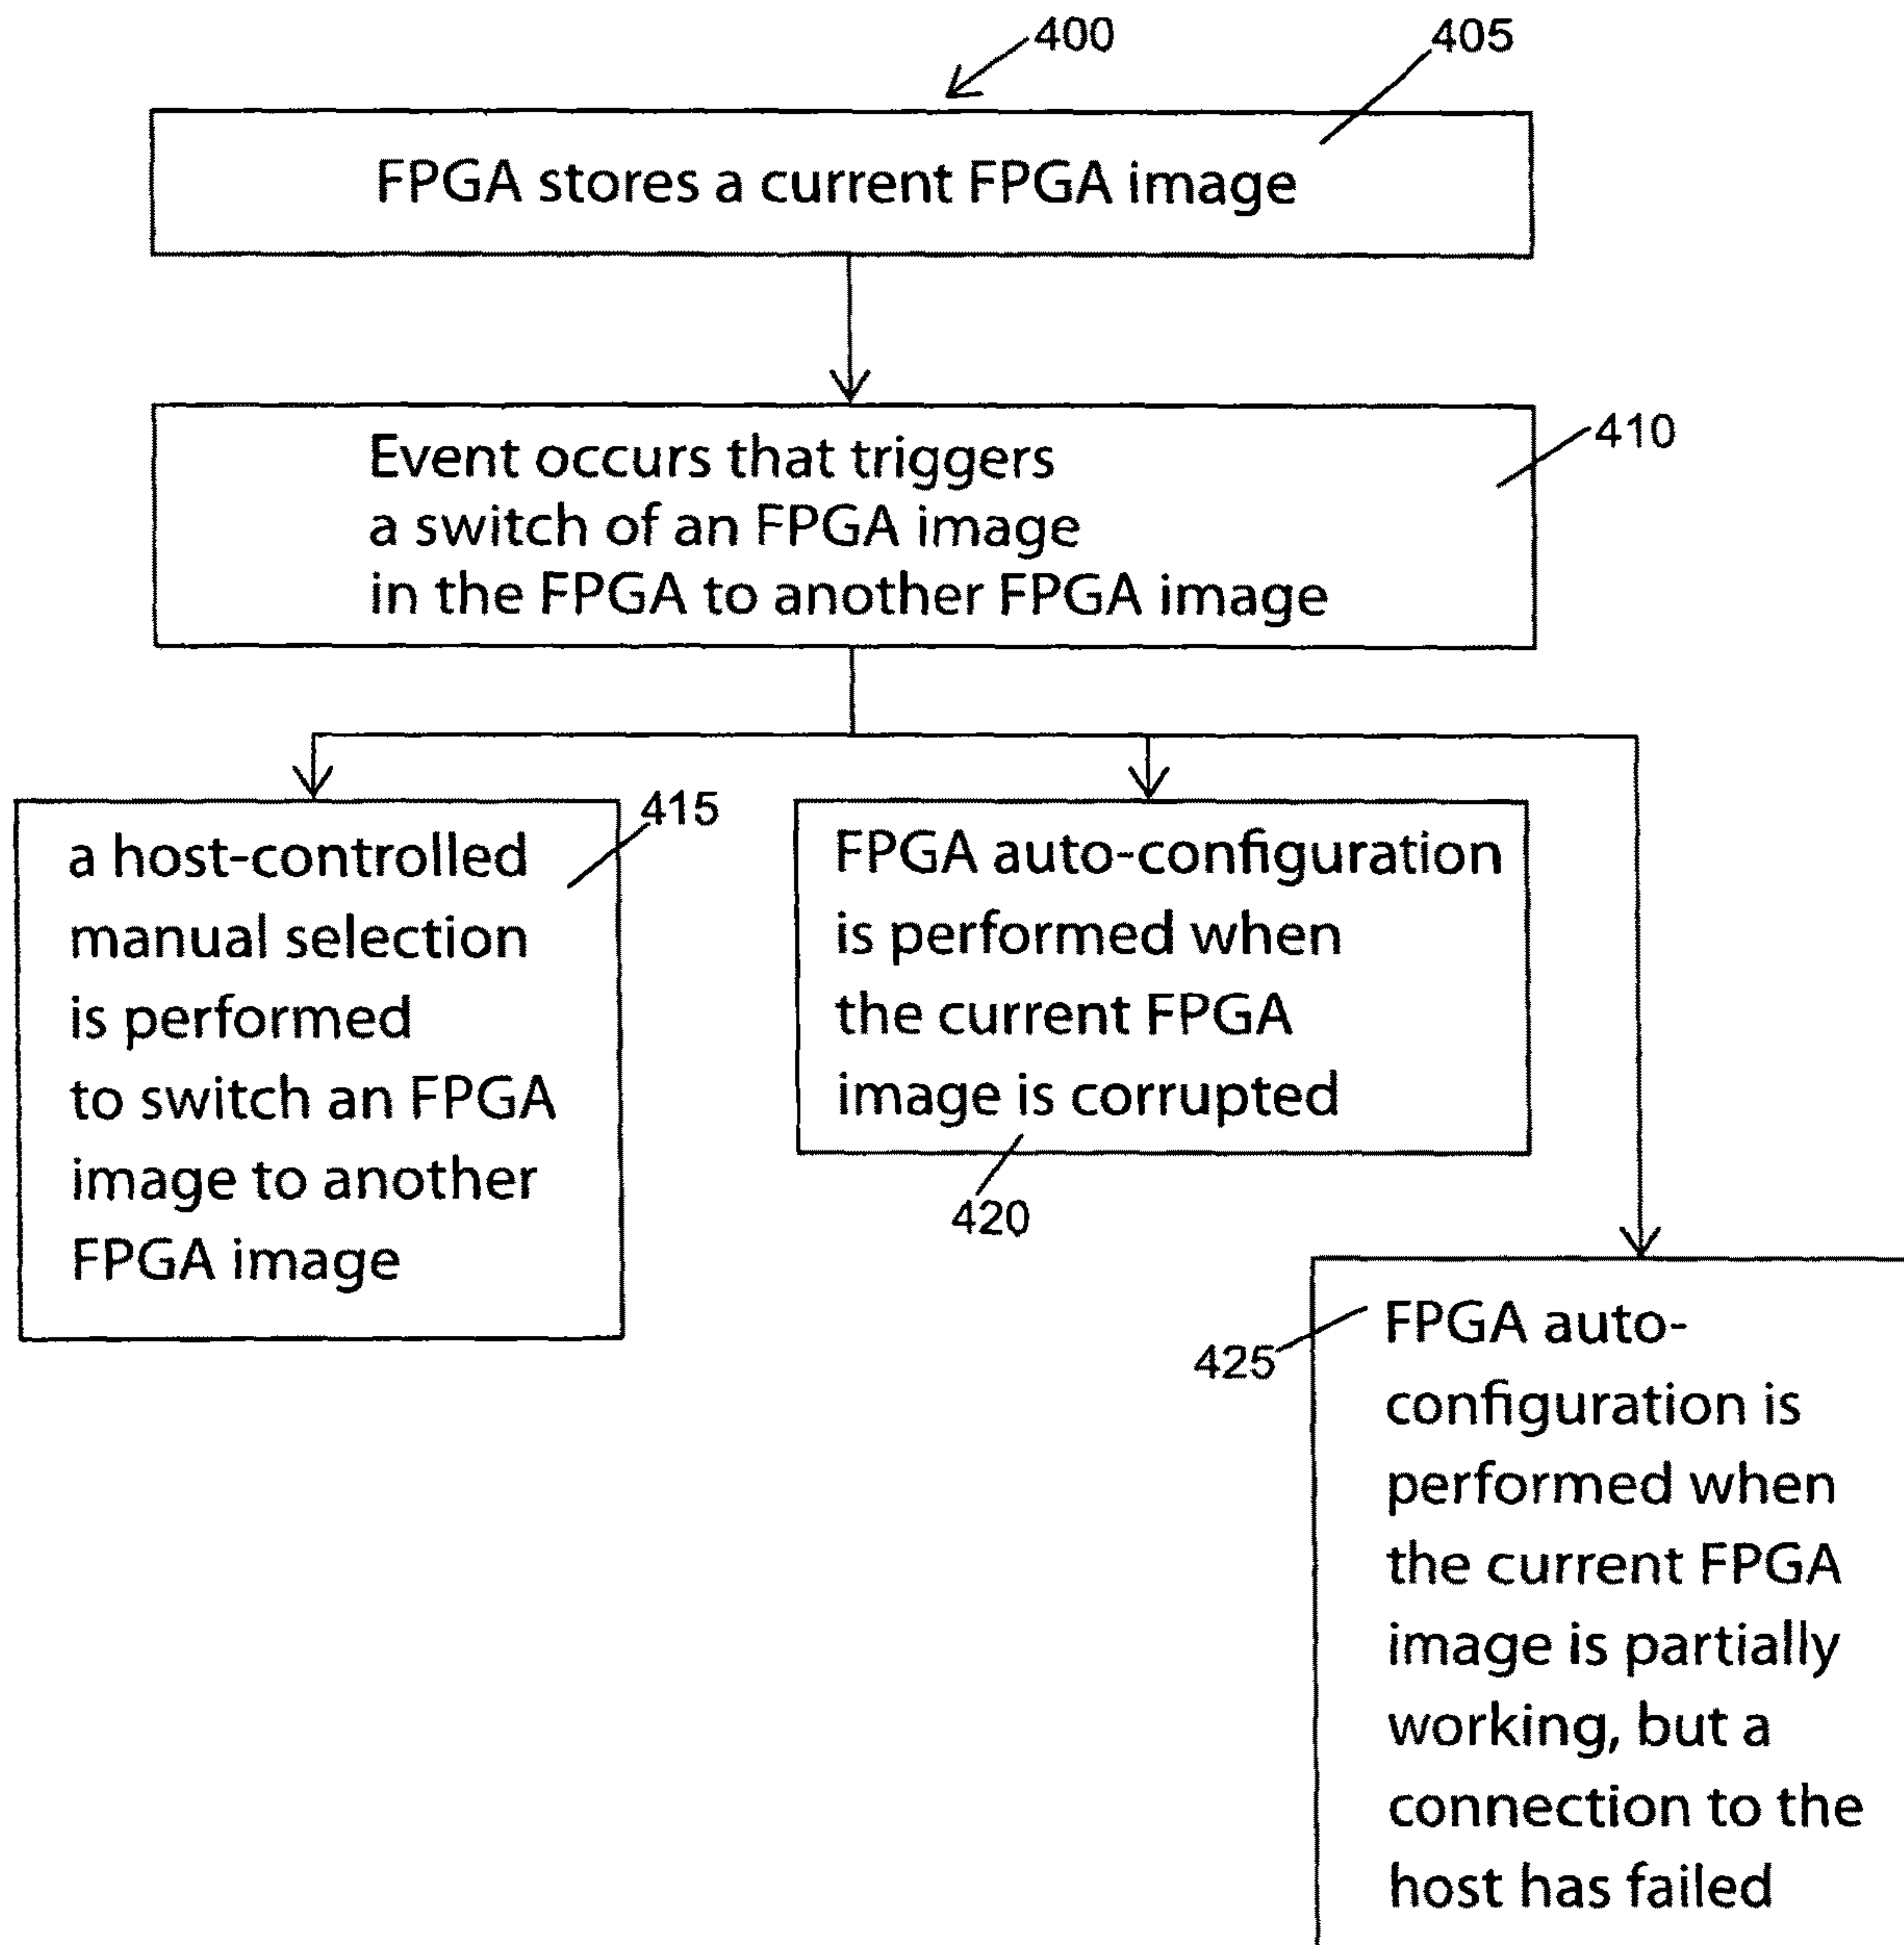 400
405
FPGA stores a current FPGA image
410
Event occurs that triggers
a switch of an FPGA image
in the FPGA to another FPGA image
415
a host-controlled
manual selection
is performed
to switch an FPGA
image to another
FPGA image
FPGA auto-configuration
is performed when
the current FPGA
image is corrupted
420
425
FPGA auto-
configuration is
performed when
the current FPGA
image is partially
working, but a
connection to the
host has failed